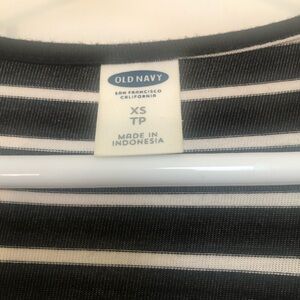 OLD NAVY
SAN FRANCISCO
CALIFORNIA
XS
TP
MADE IN
INDONESIA